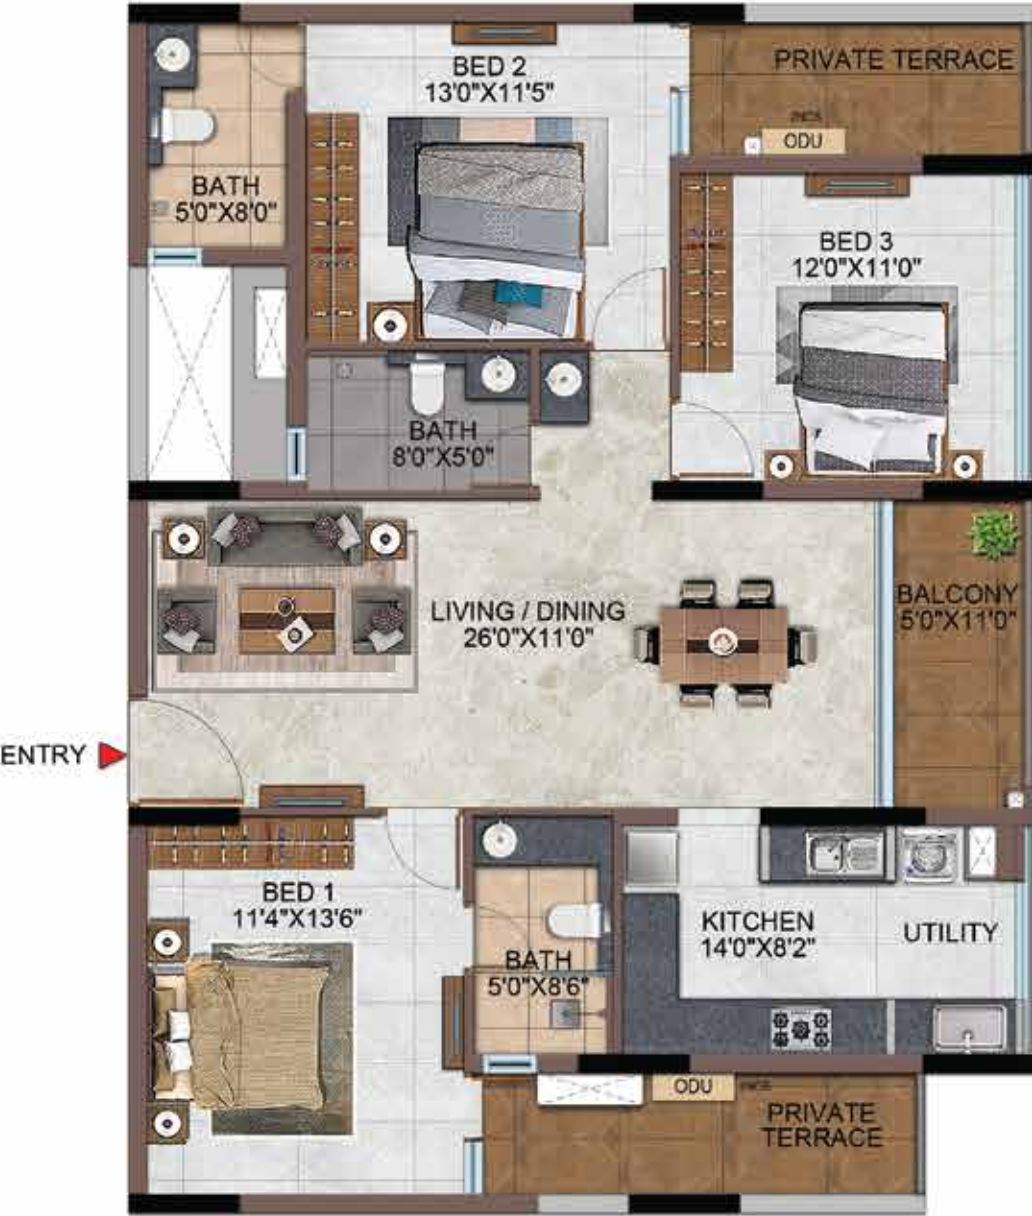 BED 2
13'0"X11'5"
PRIVATE TERRACE
ODU
BATH
5'0"X8'0"
BED 3
12'0"X11'0"
BATH
8'0"X5'0"
LIVING / DINING
26'0"X11'0"
BALCONY
5'0"X11'0"
ENTRY
BED 1
11'4"X13'6"
KITCHEN
14'0"X8'2"
UTILITY
BATH
5'0"X8'6"
ODU
PRIVATE
TERRACE